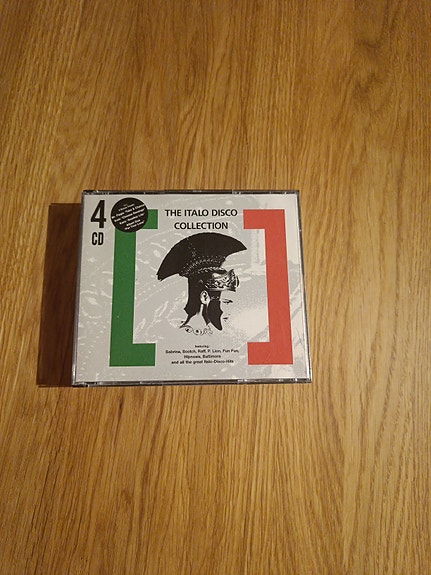 4
CD
THE ITALO DISCO
COLLECTION
featuring:
Sabrina, Scotch, Raff, P. Lion, Fun Fun
Hipnosis, Baltimora
and all the great Italo-Disco-Hits